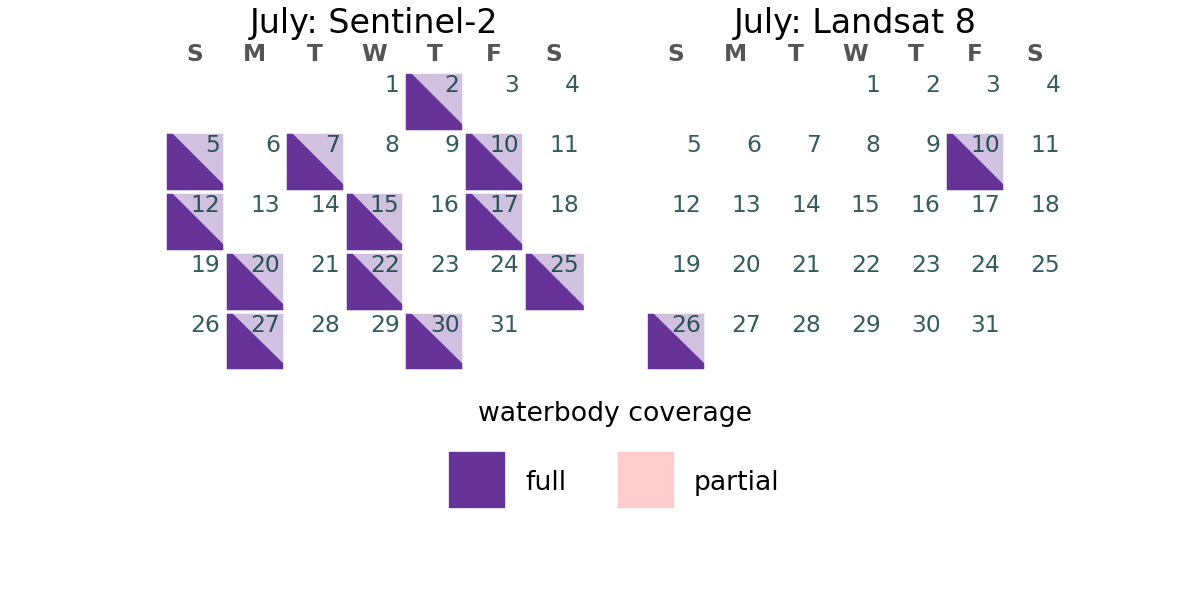 July: Sentinel-2
S M T W T F S
1 2 3 4
5 6 7 8 9 10 11
12 13 14 15 16 17 18
19 20 21 22 23 24 25
26 27 28 29 30 31
July: Landsat 8
S M T W T F S
1 2 3 4
5 6 7 8 9 10 11
12 13 14 15 16 17 18
19 20 21 22 23 24 25
26 27 28 29 30 31
waterbody coverage
full
partial